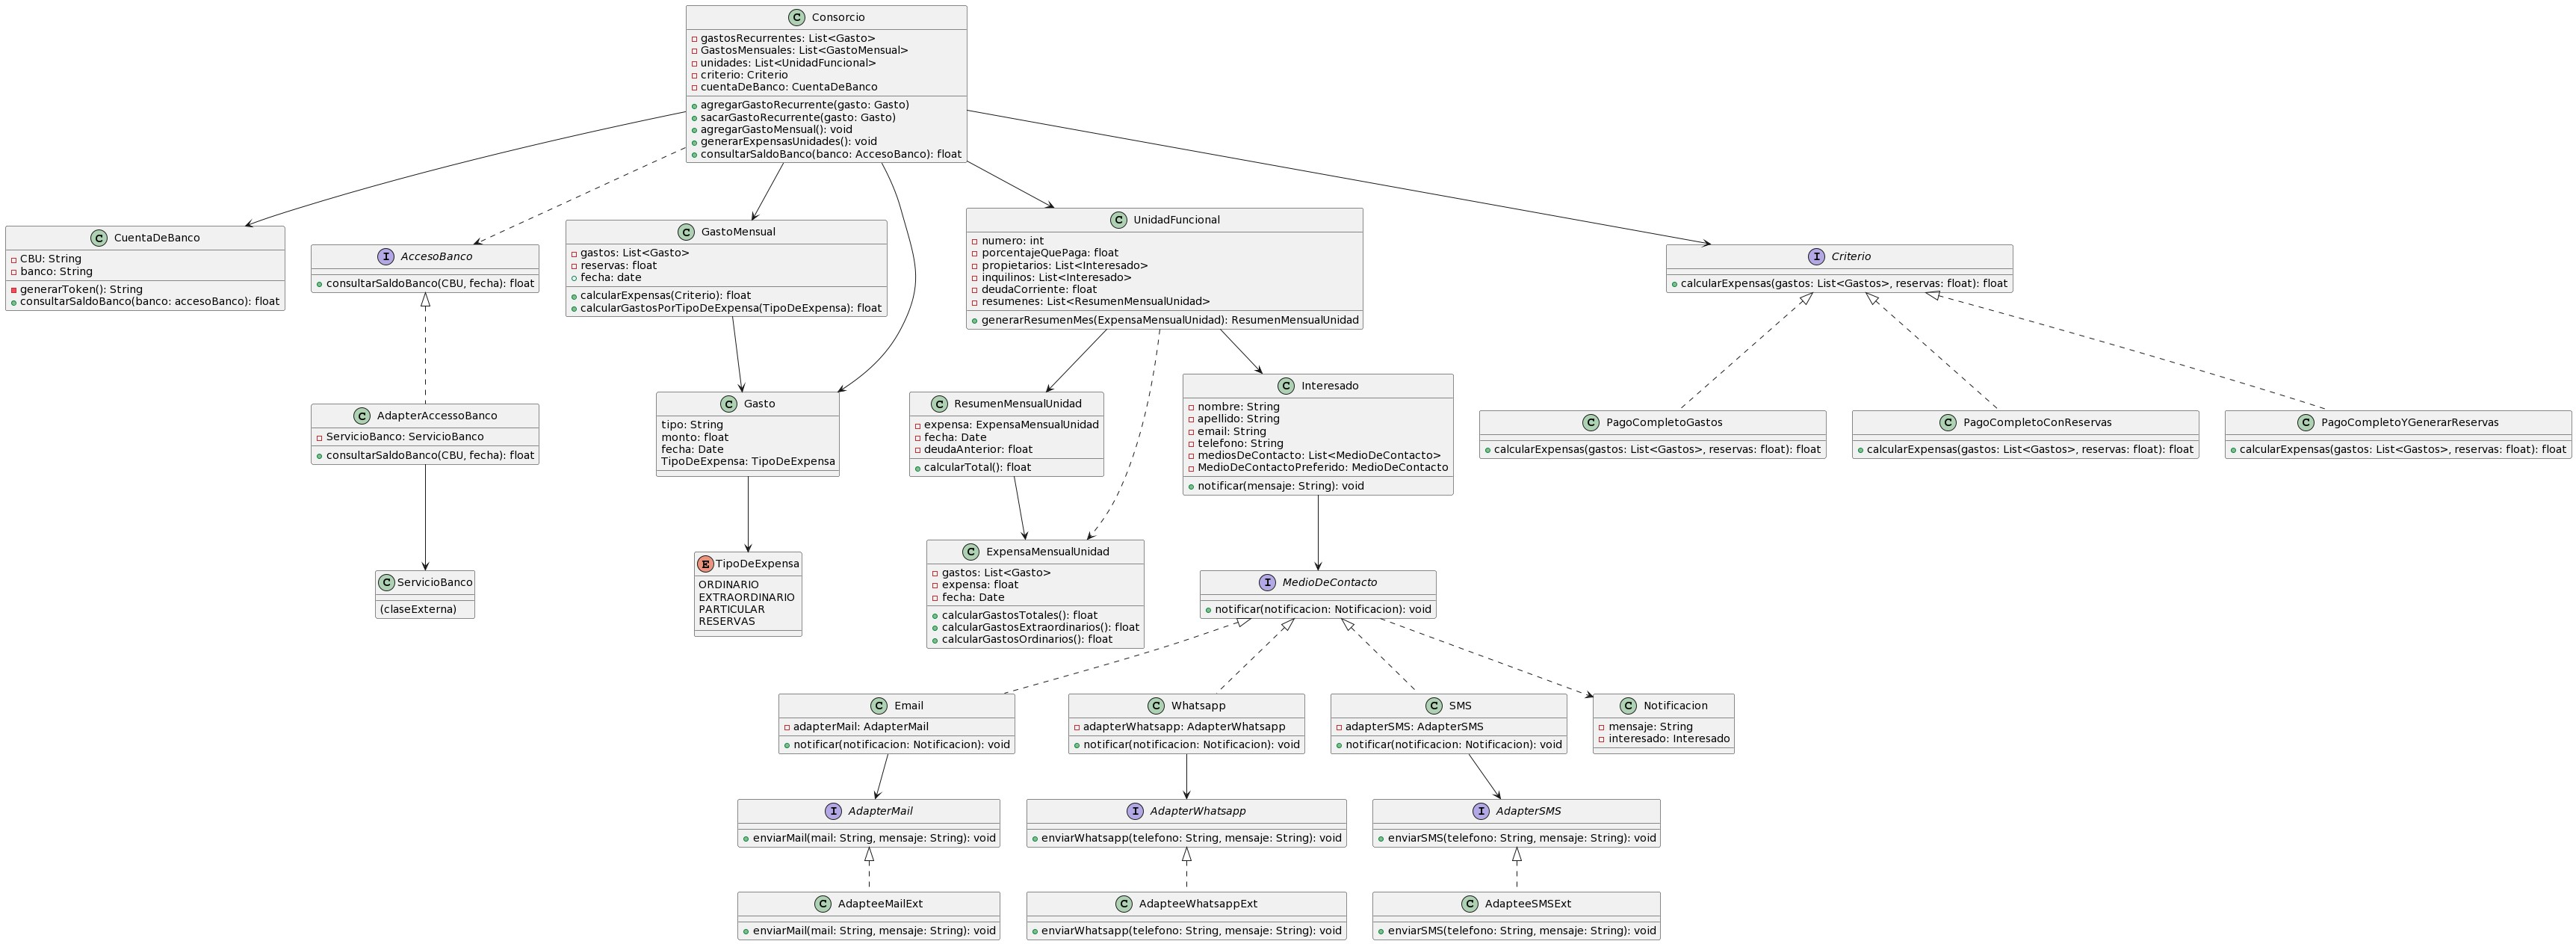 C Consorcio
gastosRecurrentes: List<Gasto>
GastosMensuales: List<GastoMensual>
unidades: List<UnidadFuncional>
criterio: Criterio
cuentaDeBanco: CuentaDeBanco
agregarGastoRecurrente(gasto: Gasto)
sacarGastoRecurrente(gasto: Gasto)
agregarGastoMensual(): void
generarExpensasUnidades(): void
consultarSaldoBanco(banco: AccesoBanco): float
C CuentaDeBanco
CBU: String
banco: String
generarToken(): String
consultarSaldoBanco(banco: accesoBanco): float
I AccesoBanco
consultarSaldoBanco(CBU, fecha): float
C GastoMensual
gastos: List<Gasto>
reservas: float
fecha: date
calcularExpensas(Criterio): float
calcularGastosPorTipoDeExpensa(TipoDeExpensa): float
C UnidadFuncional
numero: int
porcentajeQuePaga: float
propietarios: List<Interesado>
inquilinos: List<Interesado>
deudaCorriente: float
resumenes: List<ResumenMensualUnidad>
generarResumenMes(ExpensaMensualUnidad): ResumenMensualUnidad
I Criterio
calcularExpensas(gastos: List<Gastos>, reservas: float): float
C AdapterAccessoBanco
ServicioBanco: ServicioBanco
consultarSaldoBanco(CBU, fecha): float
C Gasto
tipo: String
monto: float
fecha: Date
TipoDeExpensa: TipoDeExpensa
C ResumenMensualUnidad
expensa: ExpensaMensualUnidad
fecha: Date
deudaAnterior: float
calcularTotal(): float
C Interesado
nombre: String
apellido: String
email: String
telefono: String
mediosDeContacto: List<MedioDeContacto>
MedioDeContactoPreferido: MedioDeContacto
notificar(mensaje: String): void
C PagoCompletoGastos
calcularExpensas(gastos: List<Gastos>, reservas: float): float
C PagoCompletoConReservas
calcularExpensas(gastos: List<Gastos>, reservas: float): float
C PagoCompletoYGenerarReservas
calcularExpensas(gastos: List<Gastos>, reservas: float): float
C ServicioBanco
(claseExterna)
E TipoDeExpensa
ORDINARIO
EXTRAORDINARIO
PARTICULAR
RESERVAS
C ExpensaMensualUnidad
gastos: List<Gasto>
expensa: float
fecha: Date
calcularGastosTotales(): float
calcularGastosExtraordinarios(): float
calcularGastosOrdinarios(): float
I MedioDeContacto
notificar(notificacion: Notificacion): void
C Email
adapterMail: AdapterMail
notificar(notificacion: Notificacion): void
C Whatsapp
adapterWhatsapp: AdapterWhatsapp
notificar(notificacion: Notificacion): void
C SMS
adapterSMS: AdapterSMS
notificar(notificacion: Notificacion): void
C Notificacion
mensaje: String
interesado: Interesado
I AdapterMail
enviarMail(mail: String, mensaje: String): void
I AdapterWhatsapp
enviarWhatsapp(telefono: String, mensaje: String): void
I AdapterSMS
enviarSMS(telefono: String, mensaje: String): void
C AdapteeMailExt
enviarMail(mail: String, mensaje: String): void
C AdapteeWhatsappExt
enviarWhatsapp(telefono: String, mensaje: String): void
C AdapteeSMSExt
enviarSMS(telefono: String, mensaje: String): void